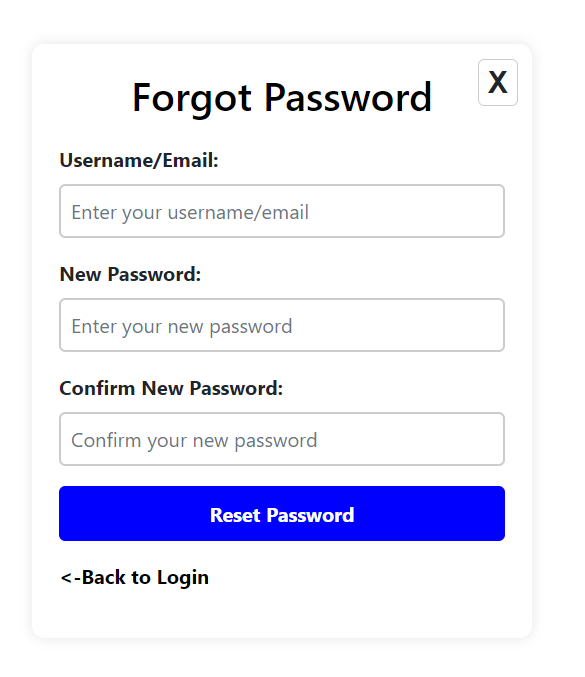 Forgot Password
X
Username/Email:
Enter your username/email
New Password:
Enter your new password
Confirm New Password:
Confirm your new password
Reset Password
<-Back to Login